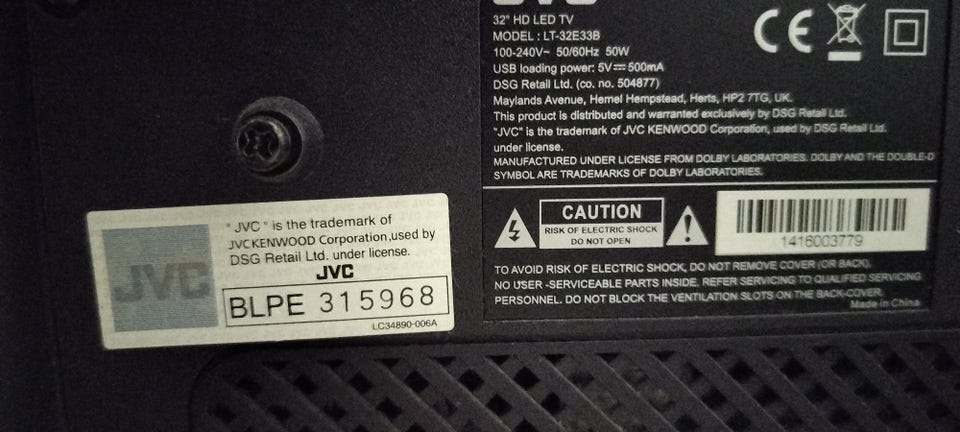 JVC
32" HD LED TV
MODEL : LT-32E33B
100-240V~ 50/60Hz 50W
USB loading power: 5V⎓500mA
DSG Retail Ltd. (co. no. 504877)
Maylands Avenue, Hemel Hempstead, Herts, HP2 7TG, UK.
This product is distributed and warranted exclusively by DSG Retail Ltd.
"JVC" is the trademark of JVC KENWOOD Corporation, used by DSG Retail Ltd.
under license.
MANUFACTURED UNDER LICENSE FROM DOLBY LABORATORIES. DOLBY AND THE DOUBLE-D
SYMBOL ARE TRADEMARKS OF DOLBY LABORATORIES.
CE
CAUTION
RISK OF ELECTRIC SHOCK
DO NOT OPEN
1416003779
TO AVOID RISK OF ELECTRIC SHOCK, DO NOT REMOVE COVER (OR BACK).
NO USER -SERVICEABLE PARTS INSIDE. REFER SERVICING TO QUALIFIED SERVICING
PERSONNEL. DO NOT BLOCK THE VENTILATION SLOTS ON THE BACK-COVER.
Made in China
" JVC " is the trademark of
JVCKENWOOD Corporation,used by
DSG Retail Ltd. under license.
JVC
JVC
BLPE 315968
LC34890-006A